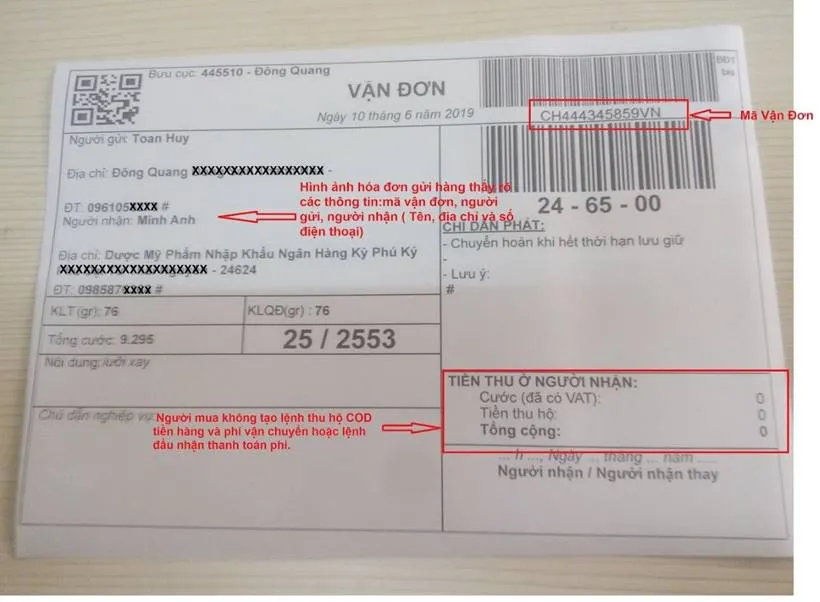 Bưu cục: 445510 - Đông Quang
BĐT
VẬN ĐƠN
Ngày 10 tháng 6 năm 2019
CH444345859VN
Mã Vận Đơn
Người gửi: Toan Huy
Địa chỉ: Đông Quang XXXXXXXXXXXXXXXXX -
ĐT: 096105XXXX #
Người nhận: Minh Anh
Hình ảnh hóa đơn gửi hàng thấy rõ
các thông tin:mã vận đợn, người
gửi, người nhận ( Tên, địa chỉ và số
điện thoại)
24 - 65 - 00
CHỈ DẪN PHÁT:
- Chuyển hoàn khi hết thời hạn lưu giữ
-
- Lưu ý:
#
Địa chỉ: Dược Mỹ Phẩm Nhập Khẩu Ngân Hàng Kỳ Phú Ký
XXXXXXXXXXXXXXXXXXX - 24624
ĐT: 098587XXXX #
KLT (gr): 76
KLQĐ(gr) : 76
Tổng cước: 9.295
25 / 2553
Nội dung: lưỡi xay
TIỀN THU Ở NGƯỜI NHẬN:
Cước (đã có VAT): 0
Tiền thu hộ: 0
Tổng cộng: 0
Chỉ dẫn nghiệp vụ:
Người mua không tạo lệnh thu hộ COD
tiền hàng và phí vận chuyển hoặc lệnh
đầu nhận thanh toán phí.
... h ..., Ngày ... tháng ... năm .....
Người nhận / Người nhận thay